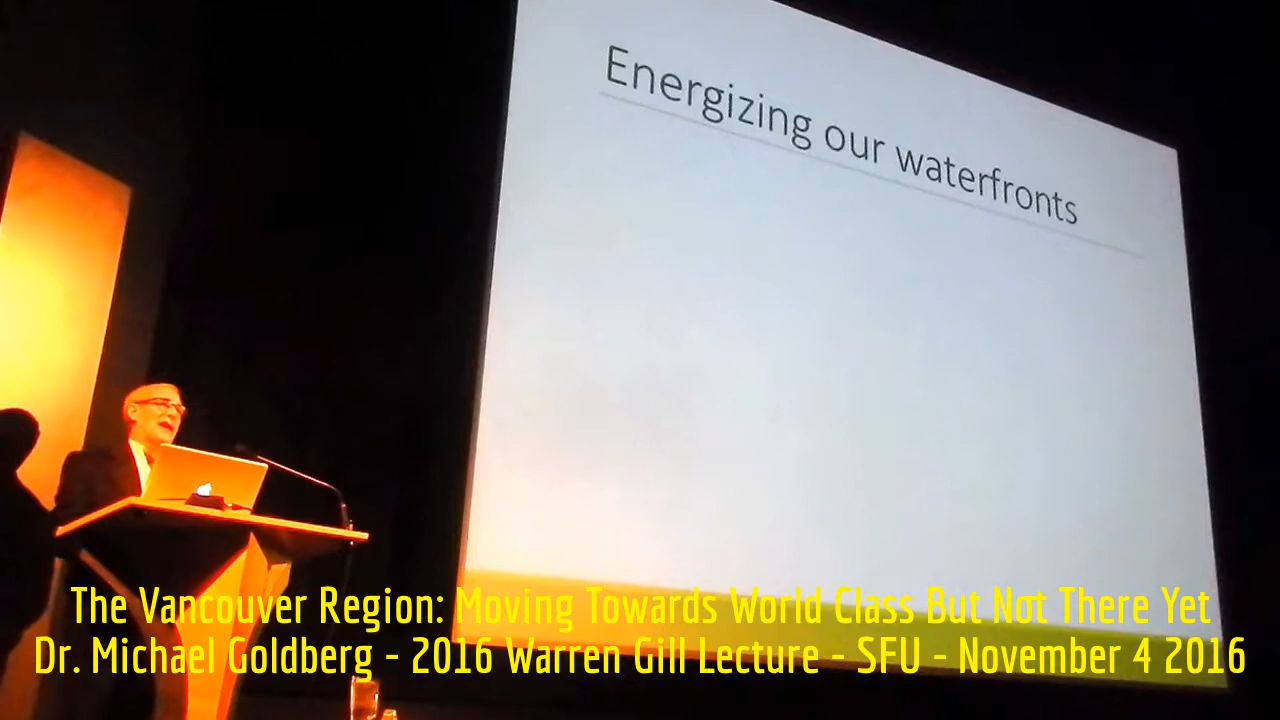 Energizing our waterfronts
The Vancouver Region: Moving Towards World Class But Not There Yet
Dr. Michael Goldberg - 2016 Warren Gill Lecture - SFU - November 4 2016